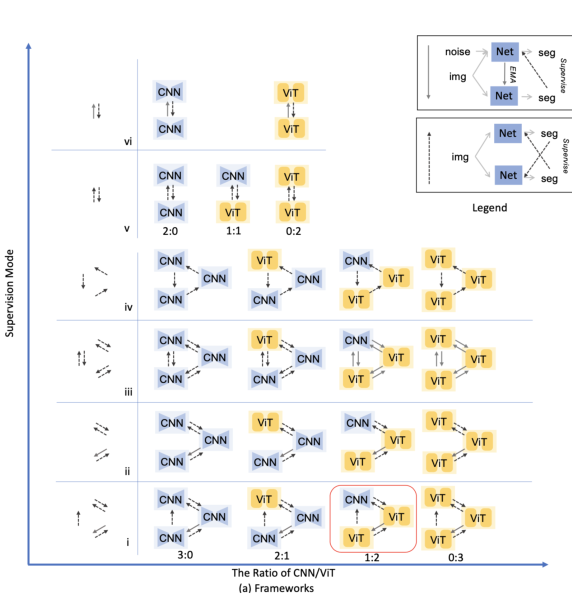 noise
Net
seg
img
EMA
Supervise
Net
seg
Net
seg
img
Supervise
Net
seg
Legend
Supervision Mode
vi
CNN
ViT
CNN
ViT
v
CNN
CNN
ViT
CNN
ViT
ViT
2:0
1:1
0:2
iv
CNN
CNN
CNN
ViT
CNN
CNN
CNN
ViT
ViT
ViT
ViT
ViT
iii
CNN
CNN
CNN
ViT
CNN
CNN
CNN
ViT
ViT
ViT
ViT
ViT
ii
CNN
CNN
CNN
ViT
CNN
CNN
CNN
ViT
ViT
ViT
ViT
ViT
i
CNN
CNN
CNN
ViT
CNN
CNN
CNN
ViT
ViT
ViT
ViT
ViT
3:0
2:1
1:2
0:3
The Ratio of CNN/ViT
(a) Frameworks